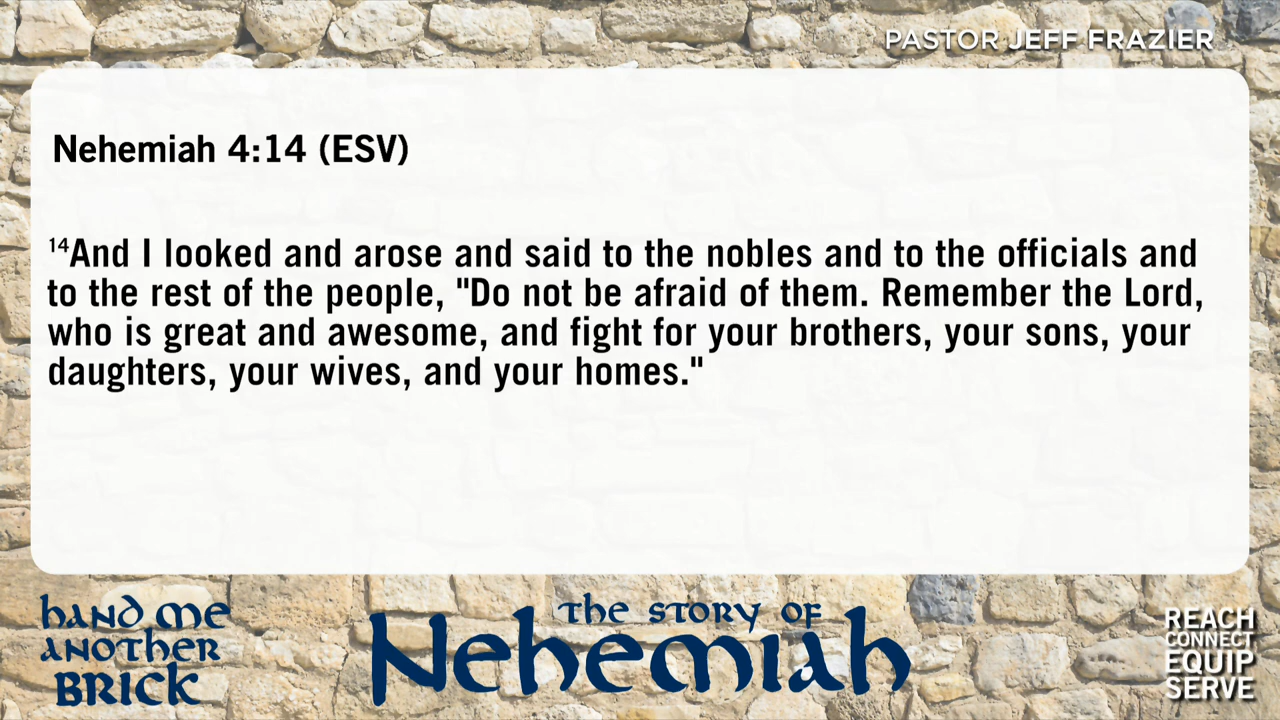 PASTOR JEFF FRAZIER
Nehemiah 4:14 (ESV)
¹⁴And I looked and arose and said to the nobles and to the officials and
to the rest of the people, "Do not be afraid of them. Remember the Lord,
who is great and awesome, and fight for your brothers, your sons, your
daughters, your wives, and your homes."
hAND ME
ANOTHER
BRICK
The STORY OF
Nehemiah
REACH
CONNECT
EQUIP
SERVE